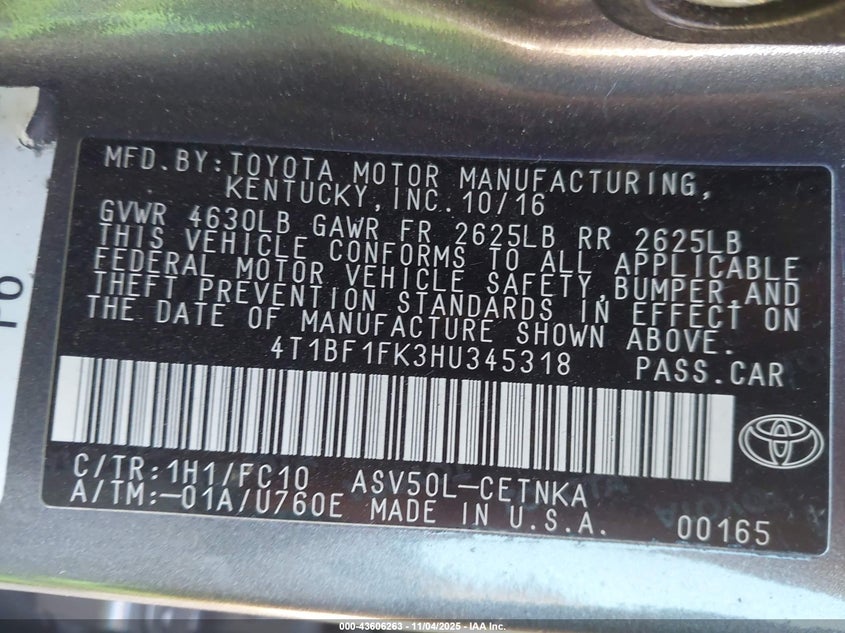 MFD.BY:TOYOTA MOTOR MANUFACTURING,
KENTUCKY,INC. 10/16
GVWR 4630LB GAWR FR 2625LB RR 2625LB
THIS VEHICLE CONFORMS TO ALL APPLICABLE
FEDERAL MOTOR VEHICLE SAFETY,BUMPER,AND
THEFT PREVENTION STANDARDS IN EFFECT ON
THE DATE OF MANUFACTURE SHOWN ABOVE.
4T1BF1FK3HU345318 PASS.CAR
C/TR:1H1/FC10 ASV50L-CETNKA
A/TM:-01A/U760E MADE IN U.S.A. 00165
000-43606263 - 11/04/2025 - IAA Inc.